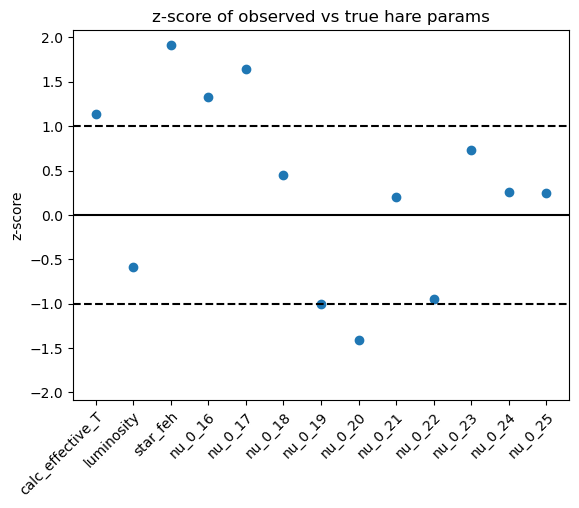 z-score of observed vs true hare params
z-score
2.0
1.5
1.0
0.5
0.0
−0.5
−1.0
−1.5
−2.0
calc_effective_T
luminosity
star_feh
nu_0_16
nu_0_17
nu_0_18
nu_0_19
nu_0_20
nu_0_21
nu_0_22
nu_0_23
nu_0_24
nu_0_25